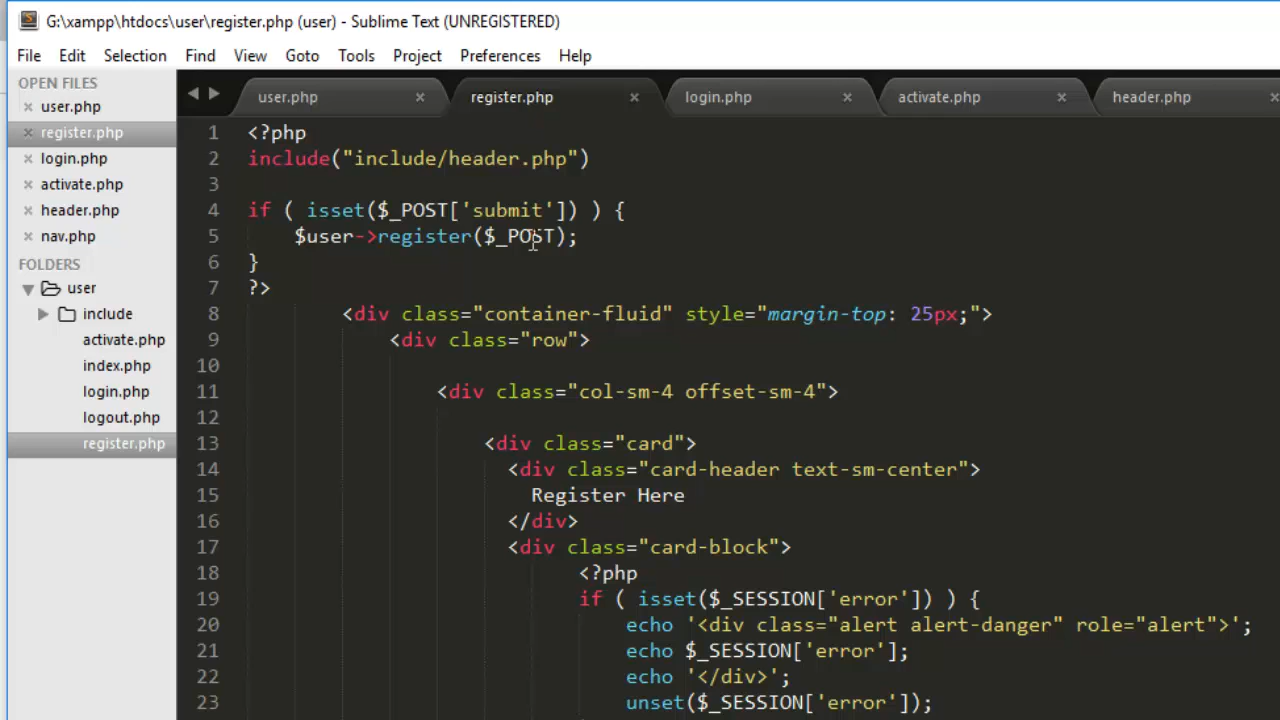 G:\xampp\htdocs\user\register.php (user) - Sublime Text (UNREGISTERED)
File Edit Selection Find View Goto Tools Project Preferences Help
OPEN FILES
user.php
register.php
login.php
activate.php
header.php
nav.php
FOLDERS
user
include
activate.php
index.php
login.php
logout.php
register.php
user.php register.php login.php activate.php header.php
1 <?php
2 include("include/header.php")
3
4 if ( isset($_POST['submit']) ) {
5 $user->register($_POST);
6 }
7 ?>
8 <div class="container-fluid" style="margin-top: 25px;">
9 <div class="row">
10
11 <div class="col-sm-4 offset-sm-4">
12
13 <div class="card">
14 <div class="card-header text-sm-center">
15 Register Here
16 </div>
17 <div class="card-block">
18 <?php
19 if ( isset($_SESSION['error']) ) {
20 echo '<div class="alert alert-danger" role="alert">';
21 echo $_SESSION['error'];
22 echo '</div>';
23 unset($_SESSION['error']);